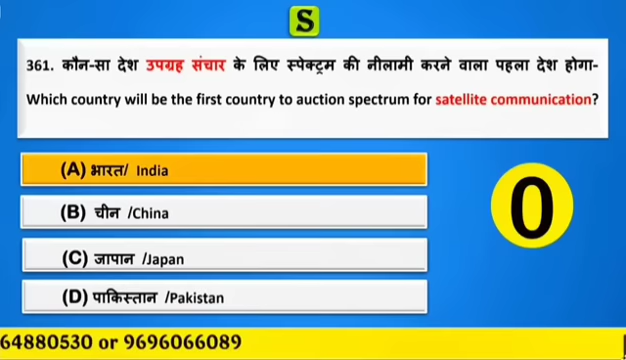 S
361. कौन-सा देश उपग्रह संचार के लिए स्पेक्ट्रम की नीलामी करने वाला पहला देश होगा-
Which country will be the first country to auction spectrum for satellite communication?
(A) भारत/ India
(B) चीन /China
(C) जापान /Japan
(D) पाकिस्तान /Pakistan
0
64880530 or 9696066089